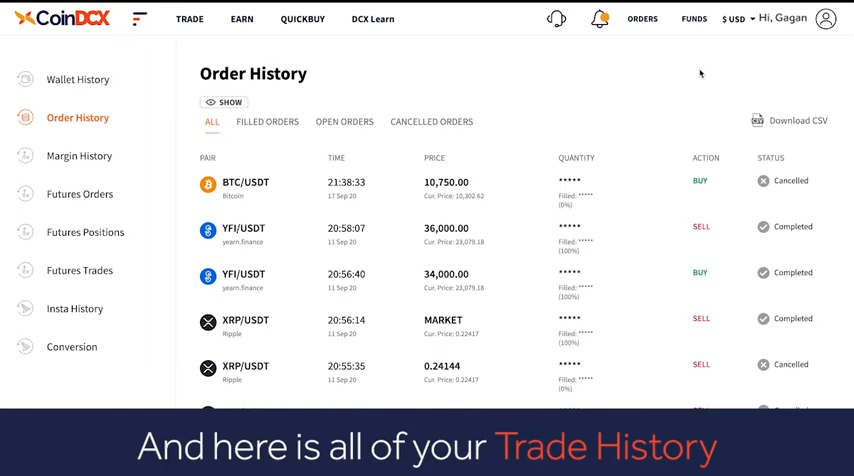 CoinDCX TRADE EARN QUICKBUY DCX Learn ORDERS FUNDS $ USD Hi, Gagan
Wallet History
Order History
Margin History
Futures Orders
Futures Positions
Futures Trades
Insta History
Conversion
Order History
SHOW
ALL FILLED ORDERS OPEN ORDERS CANCELLED ORDERS CSV Download CSV
PAIR TIME PRICE QUANTITY ACTION STATUS
BTC/USDT 21:38:33 10,750.00 ***** BUY Cancelled
Bitcoin 17 Sep 20 Cur. Price: 10,302.62 Filled: *****
(0%)
YFI/USDT 20:58:07 36,000.00 ***** SELL Completed
yearn.finance 11 Sep 20 Cur. Price: 23,079.18 Filled: *****
(100%)
YFI/USDT 20:56:40 34,000.00 ***** BUY Completed
yearn.finance 11 Sep 20 Cur. Price: 23,079.18 Filled: *****
(100%)
XRP/USDT 20:56:14 MARKET ***** SELL Completed
Ripple 11 Sep 20 Cur. Price: 0.22417 Filled: *****
(100%)
XRP/USDT 20:55:35 0.24144 ***** SELL Cancelled
Ripple 11 Sep 20 Cur. Price: 0.22417 Filled: *****
(0%)
And here is all of your Trade History